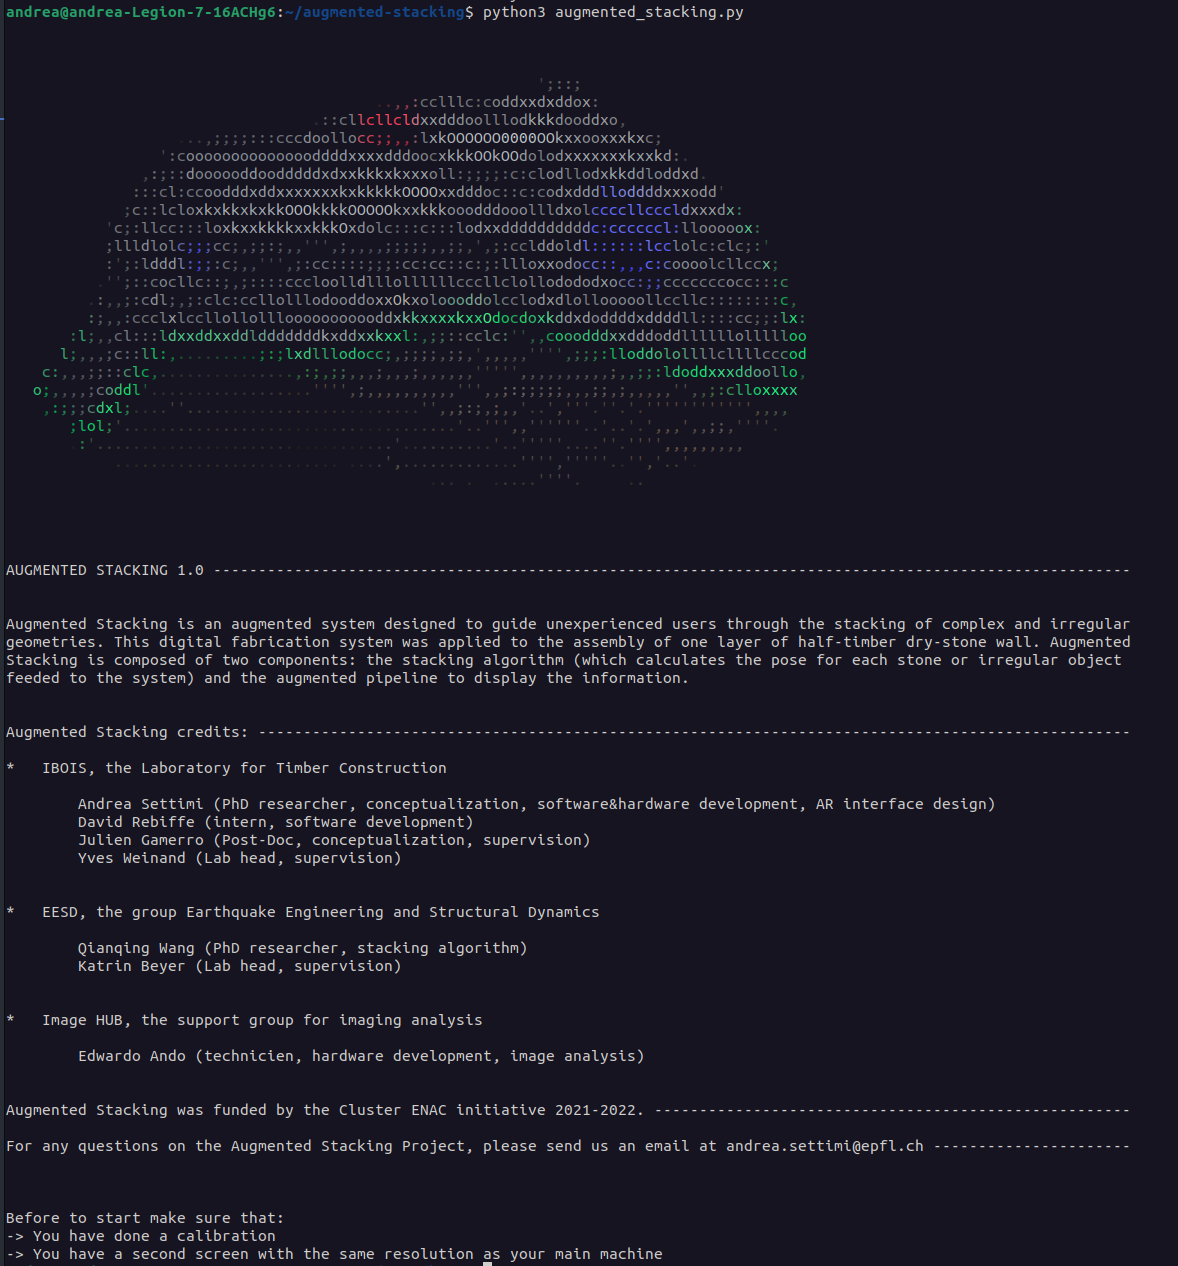 andrea@andrea-Legion-7-16ACHg6:~/augmented-stacking$ python3 augmented_stacking.py
AUGMENTED STACKING 1.0 ------------------------------------------------------------------------------------------------------
Augmented Stacking is an augmented system designed to guide unexperienced users through the stacking of complex and irregular
geometries. This digital fabrication system was applied to the assembly of one layer of half-timber dry-stone wall. Augmented
Stacking is composed of two components: the stacking algorithm (which calculates the pose for each stone or irregular object
feeded to the system) and the augmented pipeline to display the information.
Augmented Stacking credits: -------------------------------------------------------------------------------------------------
*   IBOIS, the Laboratory for Timber Construction
Andrea Settimi (PhD researcher, conceptualization, software&hardware development, AR interface design)
David Rebiffe (intern, software development)
Julien Gamerro (Post-Doc, conceptualization, supervision)
Yves Weinand (Lab head, supervision)
*   EESD, the group Earthquake Engineering and Structural Dynamics
Qianqing Wang (PhD researcher, stacking algorithm)
Katrin Beyer (Lab head, supervision)
*   Image HUB, the support group for imaging analysis
Edwardo Ando (technicien, hardware development, image analysis)
Augmented Stacking was funded by the Cluster ENAC initiative 2021-2022. -----------------------------------------------------
For any questions on the Augmented Stacking Project, please send us an email at andrea.settimi@epfl.ch ----------------------
Before to start make sure that:
-> You have done a calibration
-> You have a second screen with the same resolution as your main machine